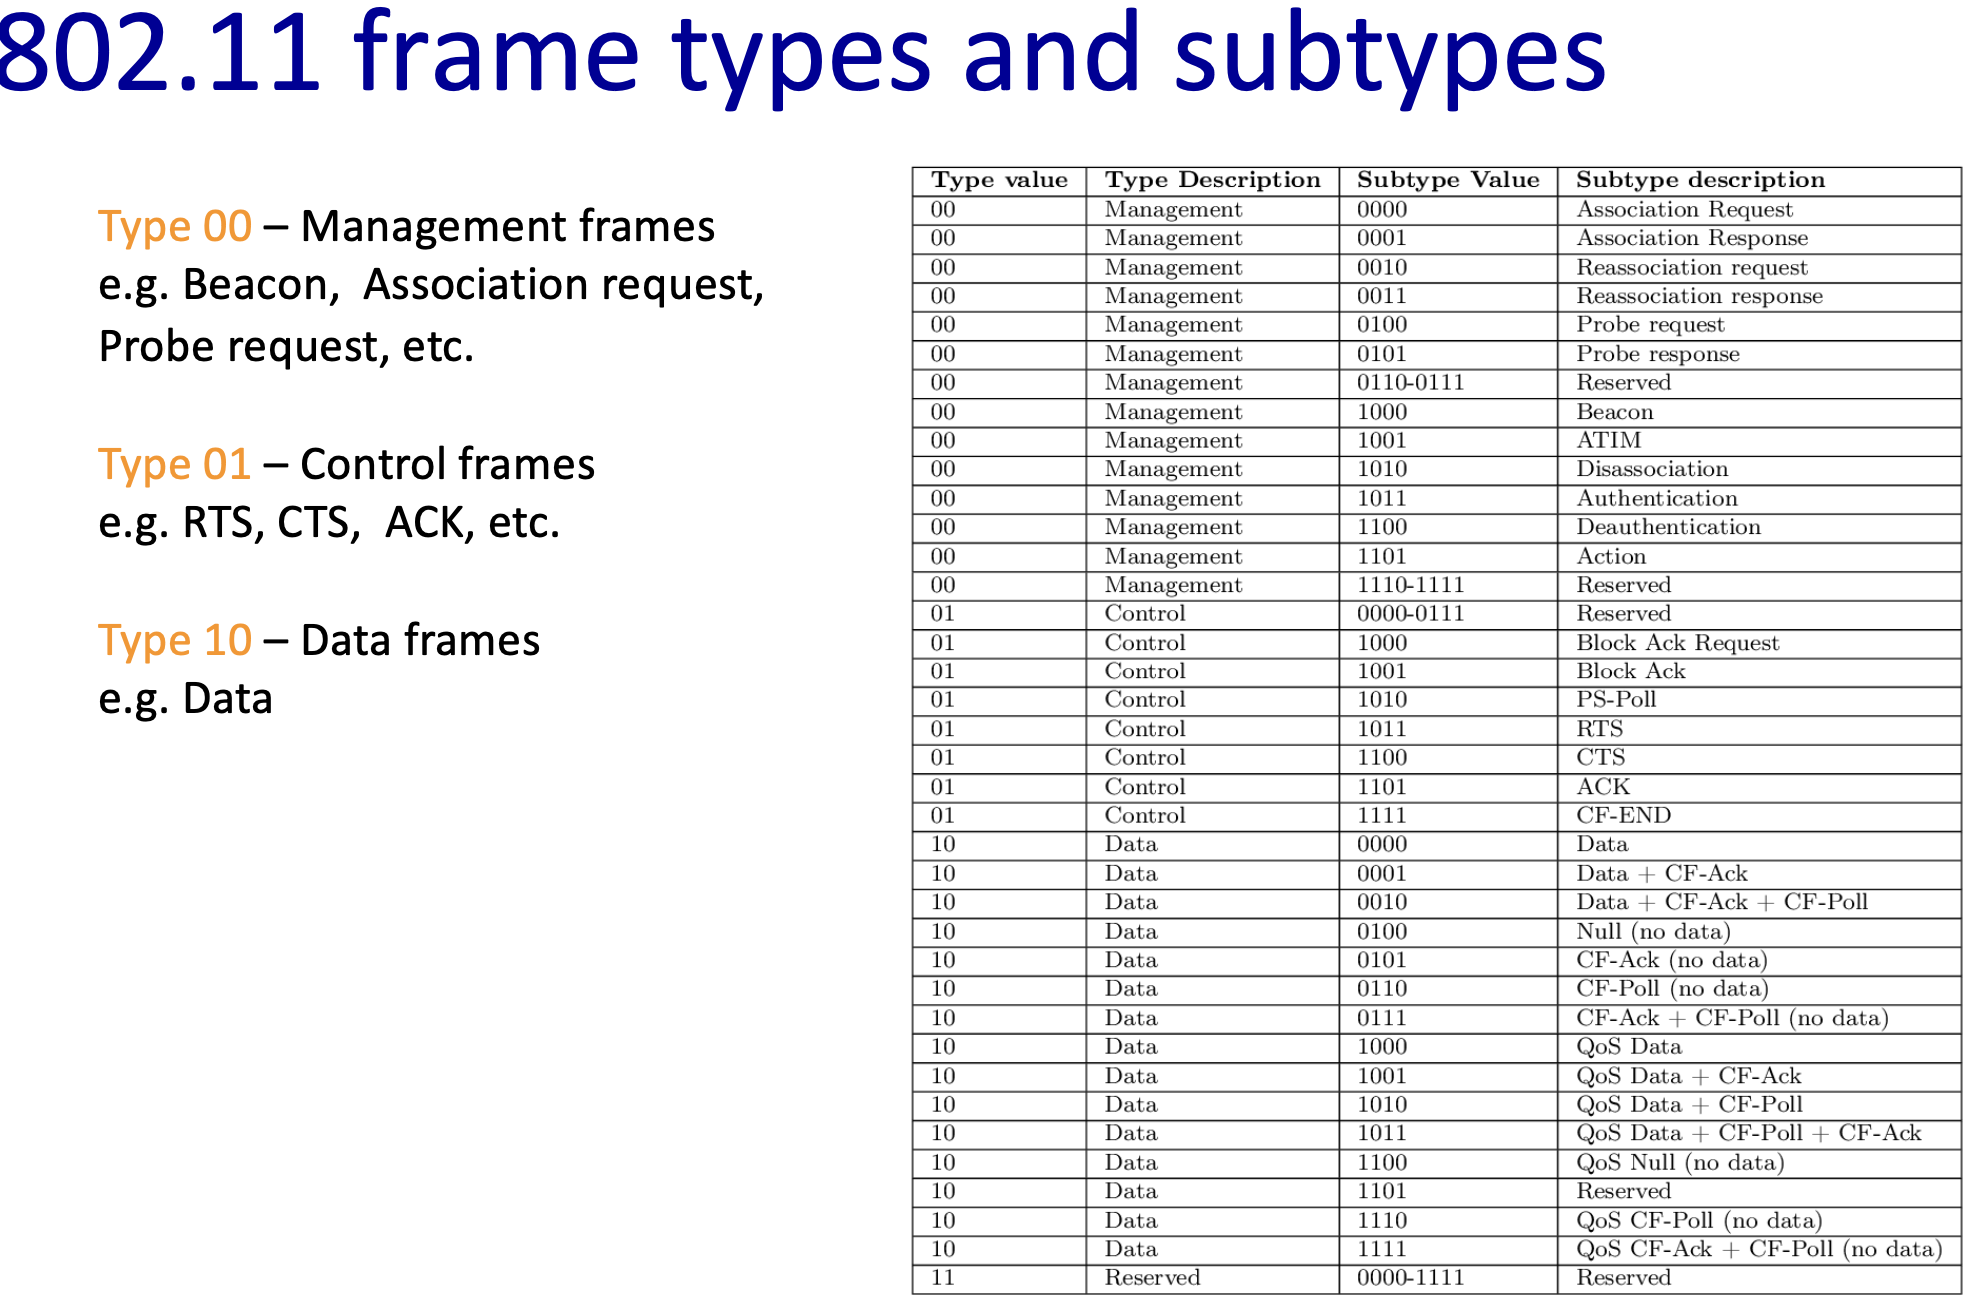 802.11 frame types and subtypes
Type 00 – Management frames
e.g. Beacon,  Association request,
Probe request, etc.
Type 01 – Control frames
e.g. RTS, CTS,  ACK, etc.
Type 10 – Data frames
e.g. Data
Type value Type Description Subtype Value Subtype description
00 Management 0000 Association Request
00 Management 0001 Association Response
00 Management 0010 Reassociation request
00 Management 0011 Reassociation response
00 Management 0100 Probe request
00 Management 0101 Probe response
00 Management 0110-0111 Reserved
00 Management 1000 Beacon
00 Management 1001 ATIM
00 Management 1010 Disassociation
00 Management 1011 Authentication
00 Management 1100 Deauthentication
00 Management 1101 Action
00 Management 1110-1111 Reserved
01 Control 0000-0111 Reserved
01 Control 1000 Block Ack Request
01 Control 1001 Block Ack
01 Control 1010 PS-Poll
01 Control 1011 RTS
01 Control 1100 CTS
01 Control 1101 ACK
01 Control 1111 CF-END
10 Data 0000 Data
10 Data 0001 Data + CF-Ack
10 Data 0010 Data + CF-Ack + CF-Poll
10 Data 0100 Null (no data)
10 Data 0101 CF-Ack (no data)
10 Data 0110 CF-Poll (no data)
10 Data 0111 CF-Ack + CF-Poll (no data)
10 Data 1000 QoS Data
10 Data 1001 QoS Data + CF-Ack
10 Data 1010 QoS Data + CF-Poll
10 Data 1011 QoS Data + CF-Poll + CF-Ack
10 Data 1100 QoS Null (no data)
10 Data 1101 Reserved
10 Data 1110 QoS CF-Poll (no data)
10 Data 1111 QoS CF-Ack + CF-Poll (no data)
11 Reserved 0000-1111 Reserved